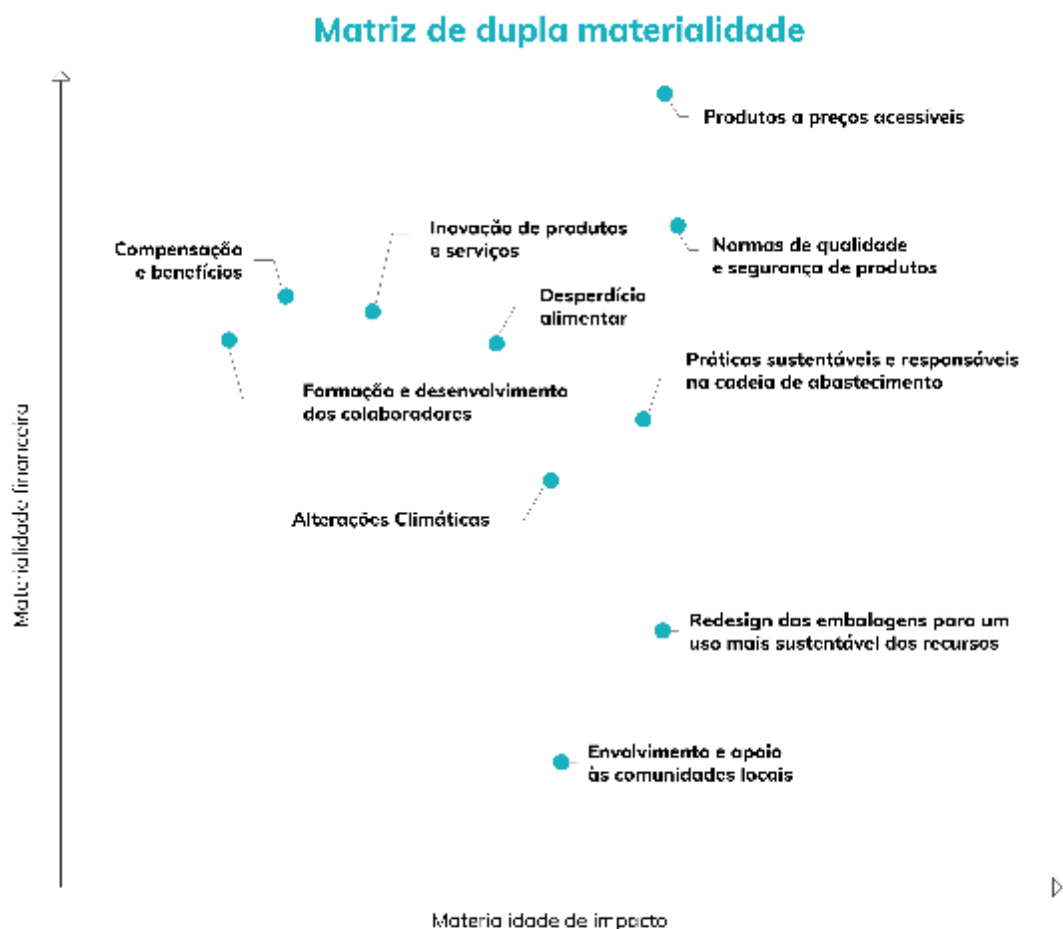 Matriz de dupla materialidade
Produtos a preços acessíveis
Inovação de produtos
e serviços
Compensação
e benefícios
Normas de qualidade
e segurança de produtos
Desperdício
alimentar
Práticas sustentáveis e responsáveis
na cadeia de abastecimento
Formação e desenvolvimento
dos colaboradores
Alterações Climáticas
Materialidade financeira
Redesign das embalagens para um
uso mais sustentável dos recursos
Envolvimento e apoio
às comunidades locais
Materialidade de impacto